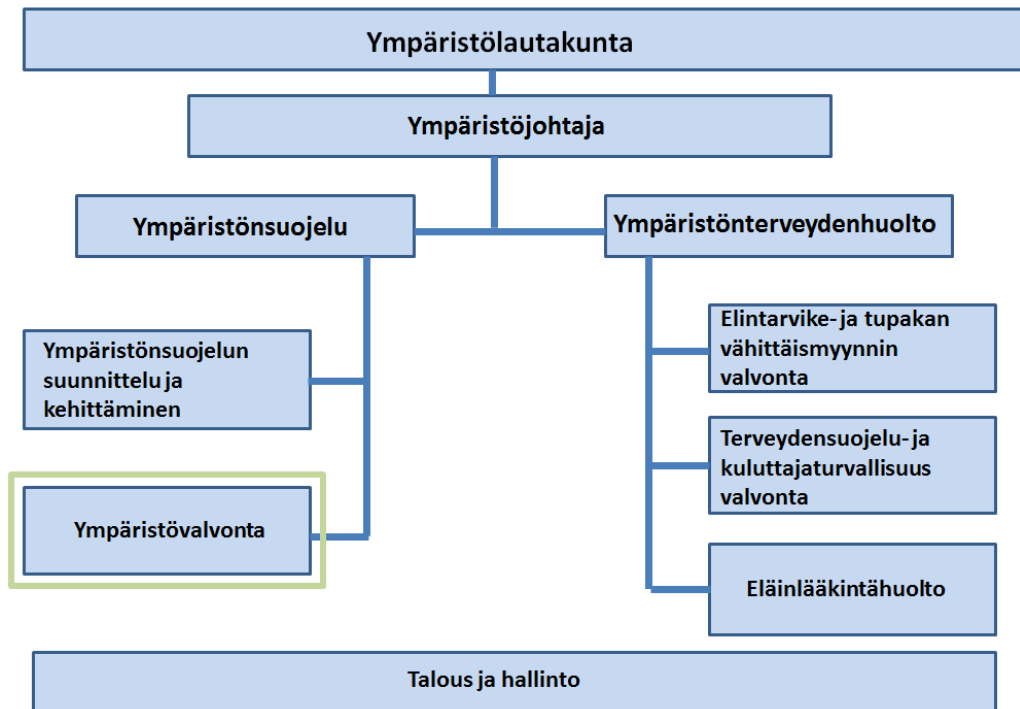 Ympäristölautakunta
Ympäristöjohtaja
Ympäristönsuojelu
Ympäristönterveydenhuolto
Ympäristönsuojelun
suunnittelu ja
kehittäminen
Ympäristövalvonta
Elintarvike- ja tupakan
vähittäismyynnin
valvonta
Terveydensuojelu- ja
kuluttajaturvallisuus
valvonta
Eläinlääkintähuolto
Talous ja hallinto